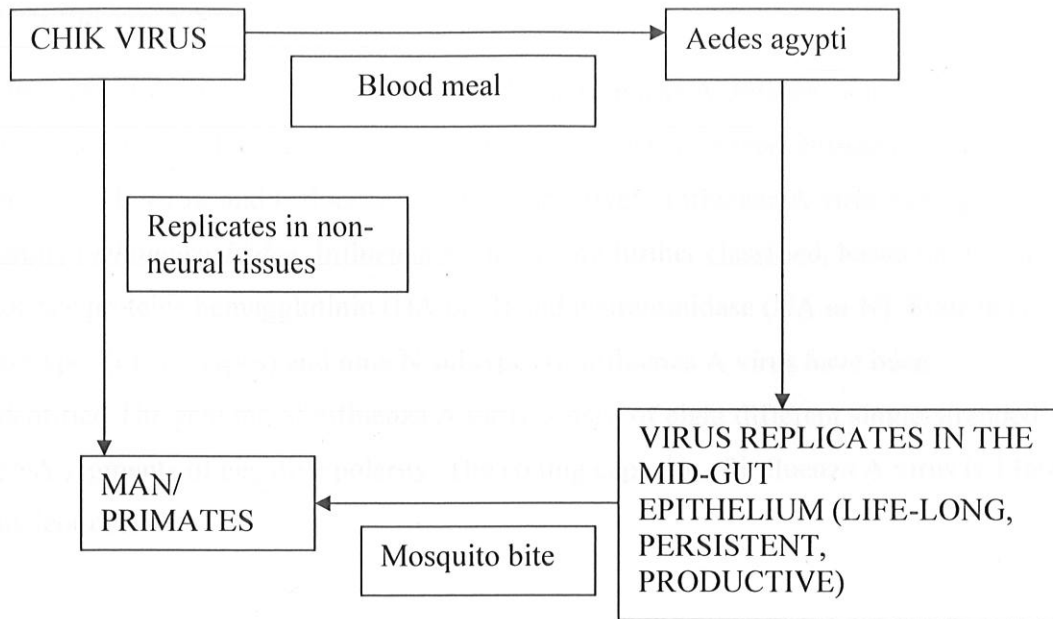 CHIK VIRUS
Aedes agypti
Blood meal
Replicates in non-
neural tissues
MAN/
PRIMATES
Mosquito bite
VIRUS REPLICATES IN THE
MID-GUT
EPITHELIUM (LIFE-LONG,
PERSISTENT,
PRODUCTIVE)